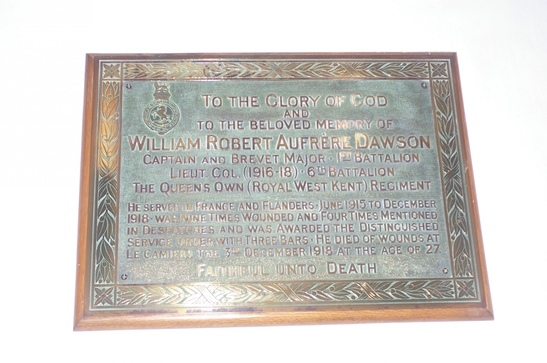 TO THE GLORY OF GOD
AND
TO THE BELOVED MEMORY OF
WILLIAM ROBERT AUFRÈRE DAWSON
CAPTAIN AND BREVET MAJOR · 1ST BATTALION
LIEUT COL. (1916-18) · 6TH BATTALION
THE QUEEN'S OWN (ROYAL WEST KENT) REGIMENT
HE SERVED IN FRANCE AND FLANDERS · JUNE 1915 TO DECEMBER
1918 · WAS NINE TIMES WOUNDED AND FOUR TIMES MENTIONED
IN DESPATCHES AND WAS AWARDED THE DISTINGUISHED
SERVICE ORDER WITH THREE BARS · HE DIED OF WOUNDS AT
LE CAMIERS THE 3RD DECEMBER 1918 AT THE AGE OF 27
FAITHFUL UNTO DEATH